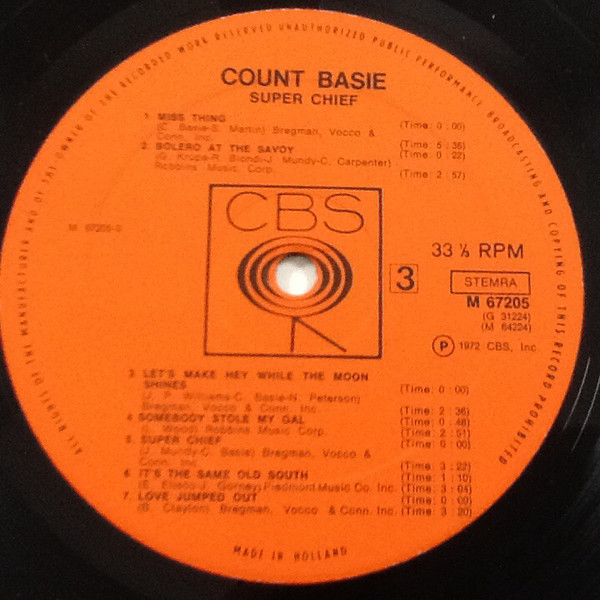 ALL RIGHTS OF THE MANUFACTURER AND OF THE OWNER OF THE RECORDED WORK RESERVED UNAUTHORIZED PUBLIC PERFORMANCE BROADCASTING AND COPYING OF THIS RECORD PROHIBITED
COUNT BASIE
SUPER CHIEF
1. MISS THING (Time: 0:00)
(C. Basie-S. Martin) Bregman, Vocco &
Conn. Inc. (Time: 5:36)
2. BOLERO AT THE SAVOY (Time: 0:22)
(G. Krupa-R. Biondi-J. Mundy-C. Carpenter)
Robbins Music Corp. (Time: 2:57)
M 67205-3
CBS
33 ⅓ RPM
3
STEMRA
M 67205
(G 31224)
(M 64224)
Ⓟ 1972 CBS, Inc.
3. LET'S MAKE HEY WHILE THE MOON
SHINES (Time: 0:00)
(J. P. Williams-C. Basie-N. Peterson)
Bregman, Vocco & Conn. Inc. (Time: 2:36)
4. SOMEBODY STOLE MY GAL (Time: 0:48)
(L. Wood) Robbins Music Corp. (Time: 2:51)
5. SUPER CHIEF (Time: 0:00)
(J. Mundy-C. Basie) Bregman, Vocco &
Conn. Inc. (Time: 3:22)
6. IT'S THE SAME OLD SOUTH (Time: 1:10)
(E. Eliscu-J. Gorney) Piedmont Music Co. Inc. (Time: 3:04)
7. LOVE JUMPED OUT (Time: 0:09)
(B. Clayton) Bregman, Vocco & Conn. Inc. (Time: 3:20)
MADE IN HOLLAND